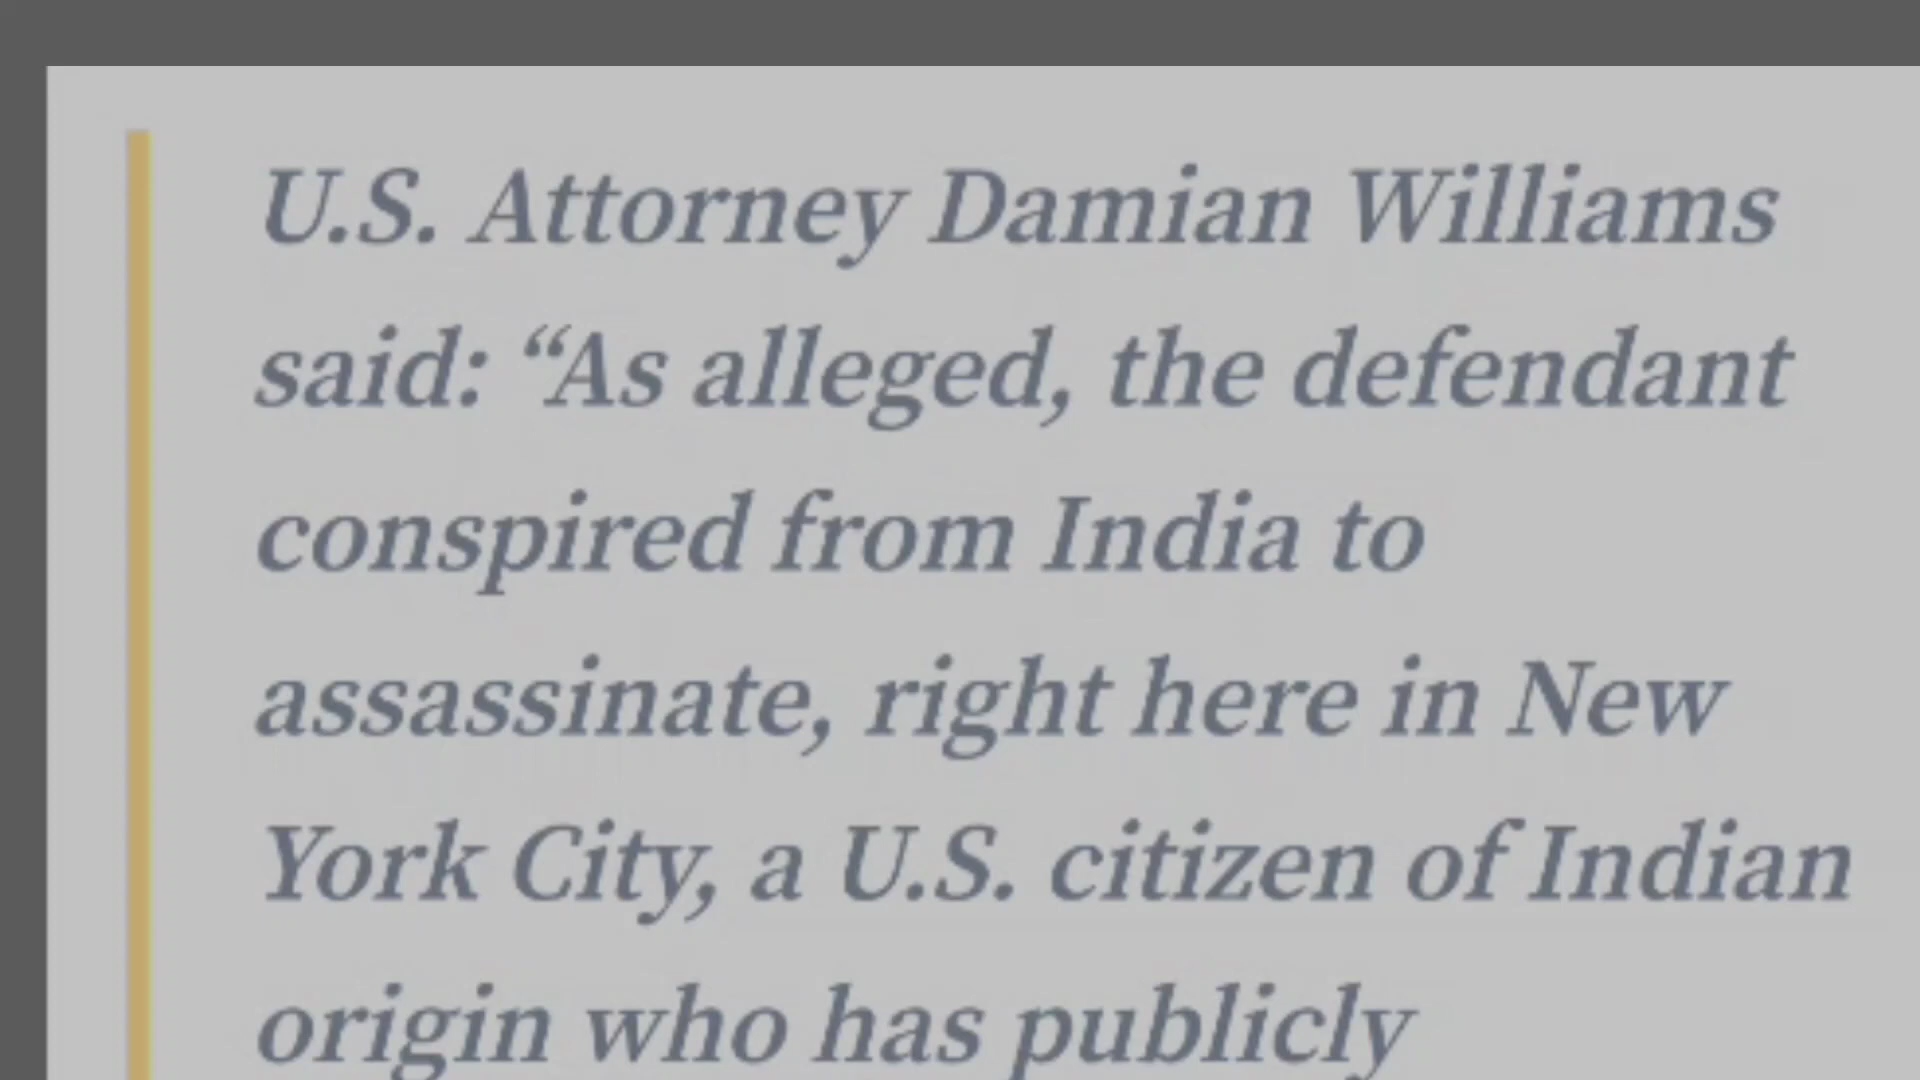 U.S. Attorney Damian Williams
said: “As alleged, the defendant
conspired from India to
assassinate, right here in New
York City, a U.S. citizen of Indian
origin who has publicly